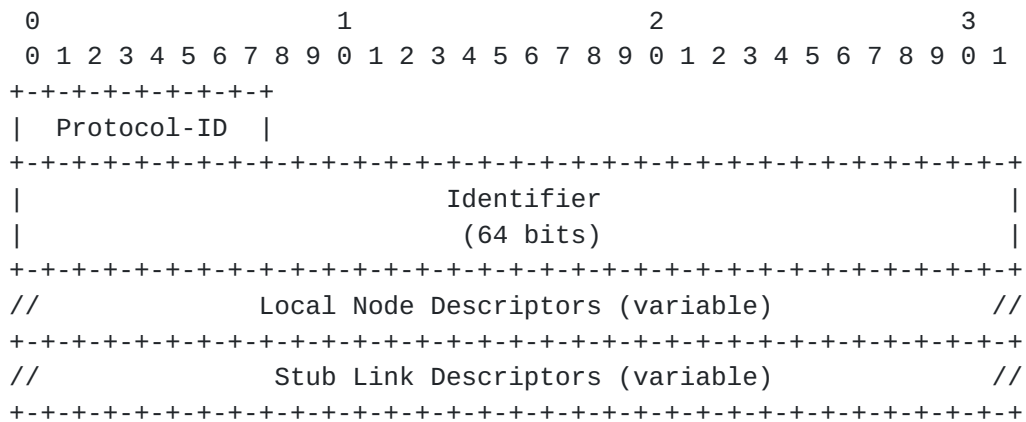 0                   1                   2                   3
 0 1 2 3 4 5 6 7 8 9 0 1 2 3 4 5 6 7 8 9 0 1 2 3 4 5 6 7 8 9 0 1
+-+-+-+-+-+-+-+-+
|  Protocol-ID  |
+-+-+-+-+-+-+-+-+-+-+-+-+-+-+-+-+-+-+-+-+-+-+-+-+-+-+-+-+-+-+-+-+
|                           Identifier                          |
|                            (64 bits)                          |
+-+-+-+-+-+-+-+-+-+-+-+-+-+-+-+-+-+-+-+-+-+-+-+-+-+-+-+-+-+-+-+-+
//              Local Node Descriptors (variable)              //
+-+-+-+-+-+-+-+-+-+-+-+-+-+-+-+-+-+-+-+-+-+-+-+-+-+-+-+-+-+-+-+-+
//               Stub Link Descriptors (variable)              //
+-+-+-+-+-+-+-+-+-+-+-+-+-+-+-+-+-+-+-+-+-+-+-+-+-+-+-+-+-+-+-+-+